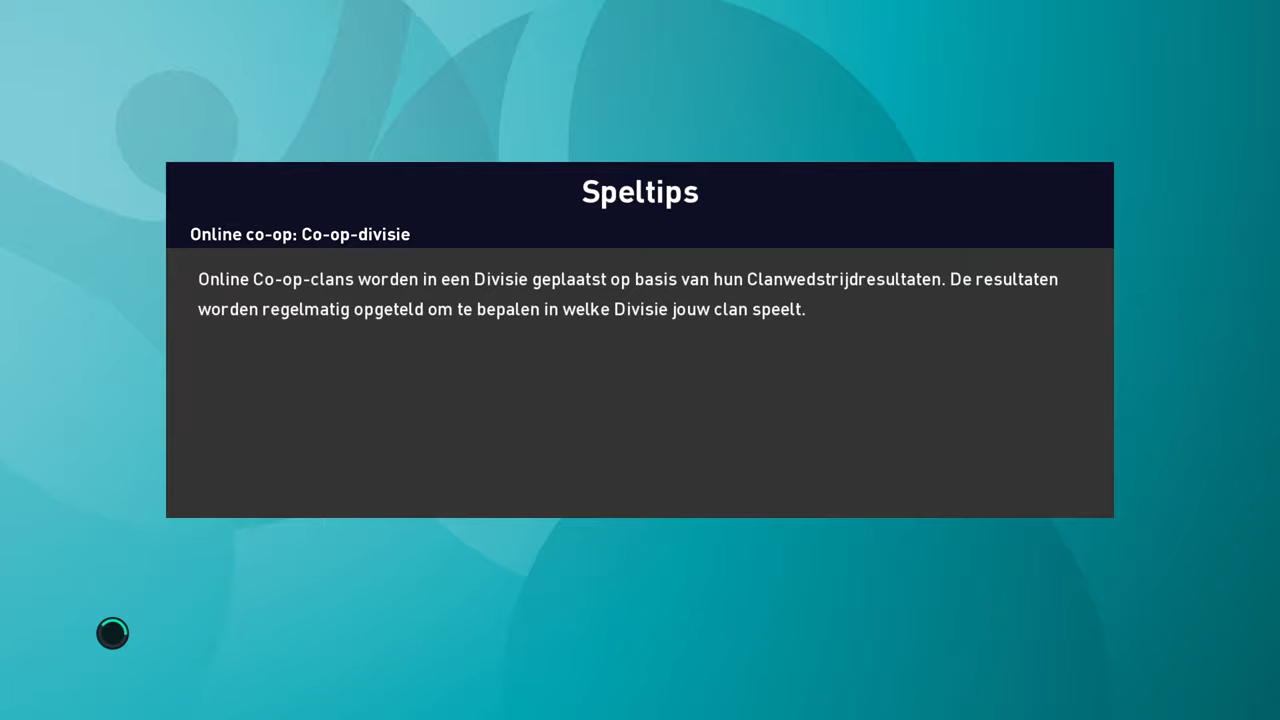 Speltips
Online co-op: Co-op-divisie
Online Co-op-clans worden in een Divisie geplaatst op basis van hun Clanwedstrijdresultaten. De resultaten
worden regelmatig opgeteld om te bepalen in welke Divisie jouw clan speelt.